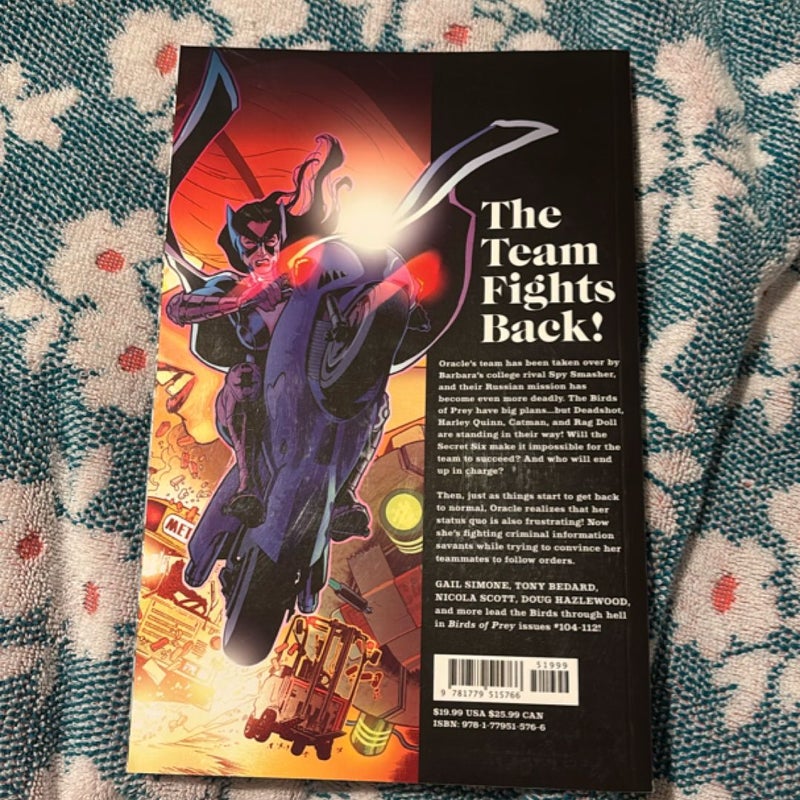 The
Team
Fights
Back!
Oracle's team has been taken over by
Barbara's college rival Spy Smasher,
and their Russian mission has
become even more deadly. The Birds
of Prey have big plans...but Deadshot,
Harley Quinn, Catman, and Rag Doll
are standing in their way! Will the
Secret Six make it impossible for the
team to succeed? And who will end
up in charge?
Then, just as things start to get back
to normal, Oracle realizes that her
status quo is also frustrating! Now
she's fighting criminal information
savants while trying to convince her
teammates to follow orders.
GAIL SIMONE, TONY BEDARD,
NICOLA SCOTT, DOUG HAZLEWOOD,
and more lead the Birds through hell
in Birds of Prey issues #104-112!
51999
9 781779 515766
$19.99 USA $25.99 CAN
ISBN: 978-1-77951-576-6
MET